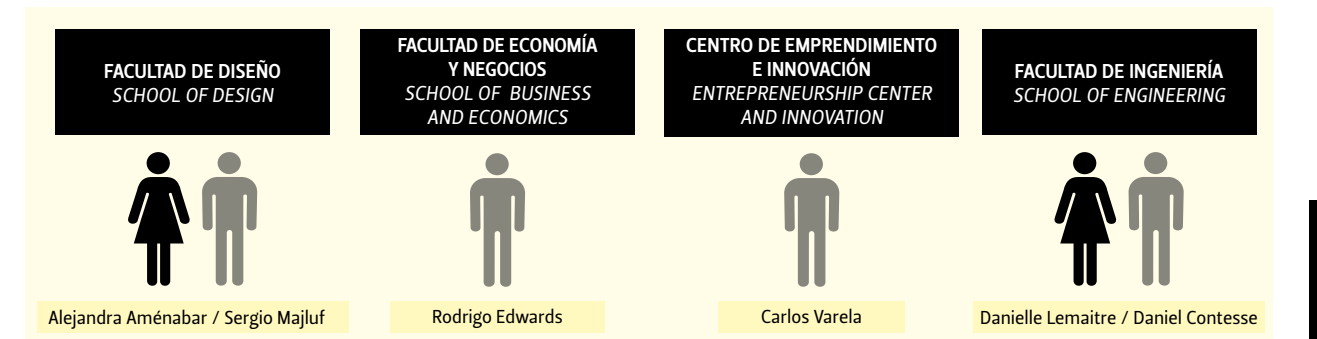 FACULTAD DE DISEÑO
SCHOOL OF DESIGN
FACULTAD DE ECONOMÍA
Y NEGOCIOS
SCHOOL OF BUSINESS
AND ECONOMICS
CENTRO DE EMPRENDIMIENTO
E INNOVACIÓN
ENTREPRENEURSHIP CENTER
AND INNOVATION
FACULTAD DE INGENIERÍA
SCHOOL OF ENGINEERING
Alejandra Aménabar / Sergio Majluf
Rodrigo Edwards
Carlos Varela
Danielle Lemaitre / Daniel Contesse